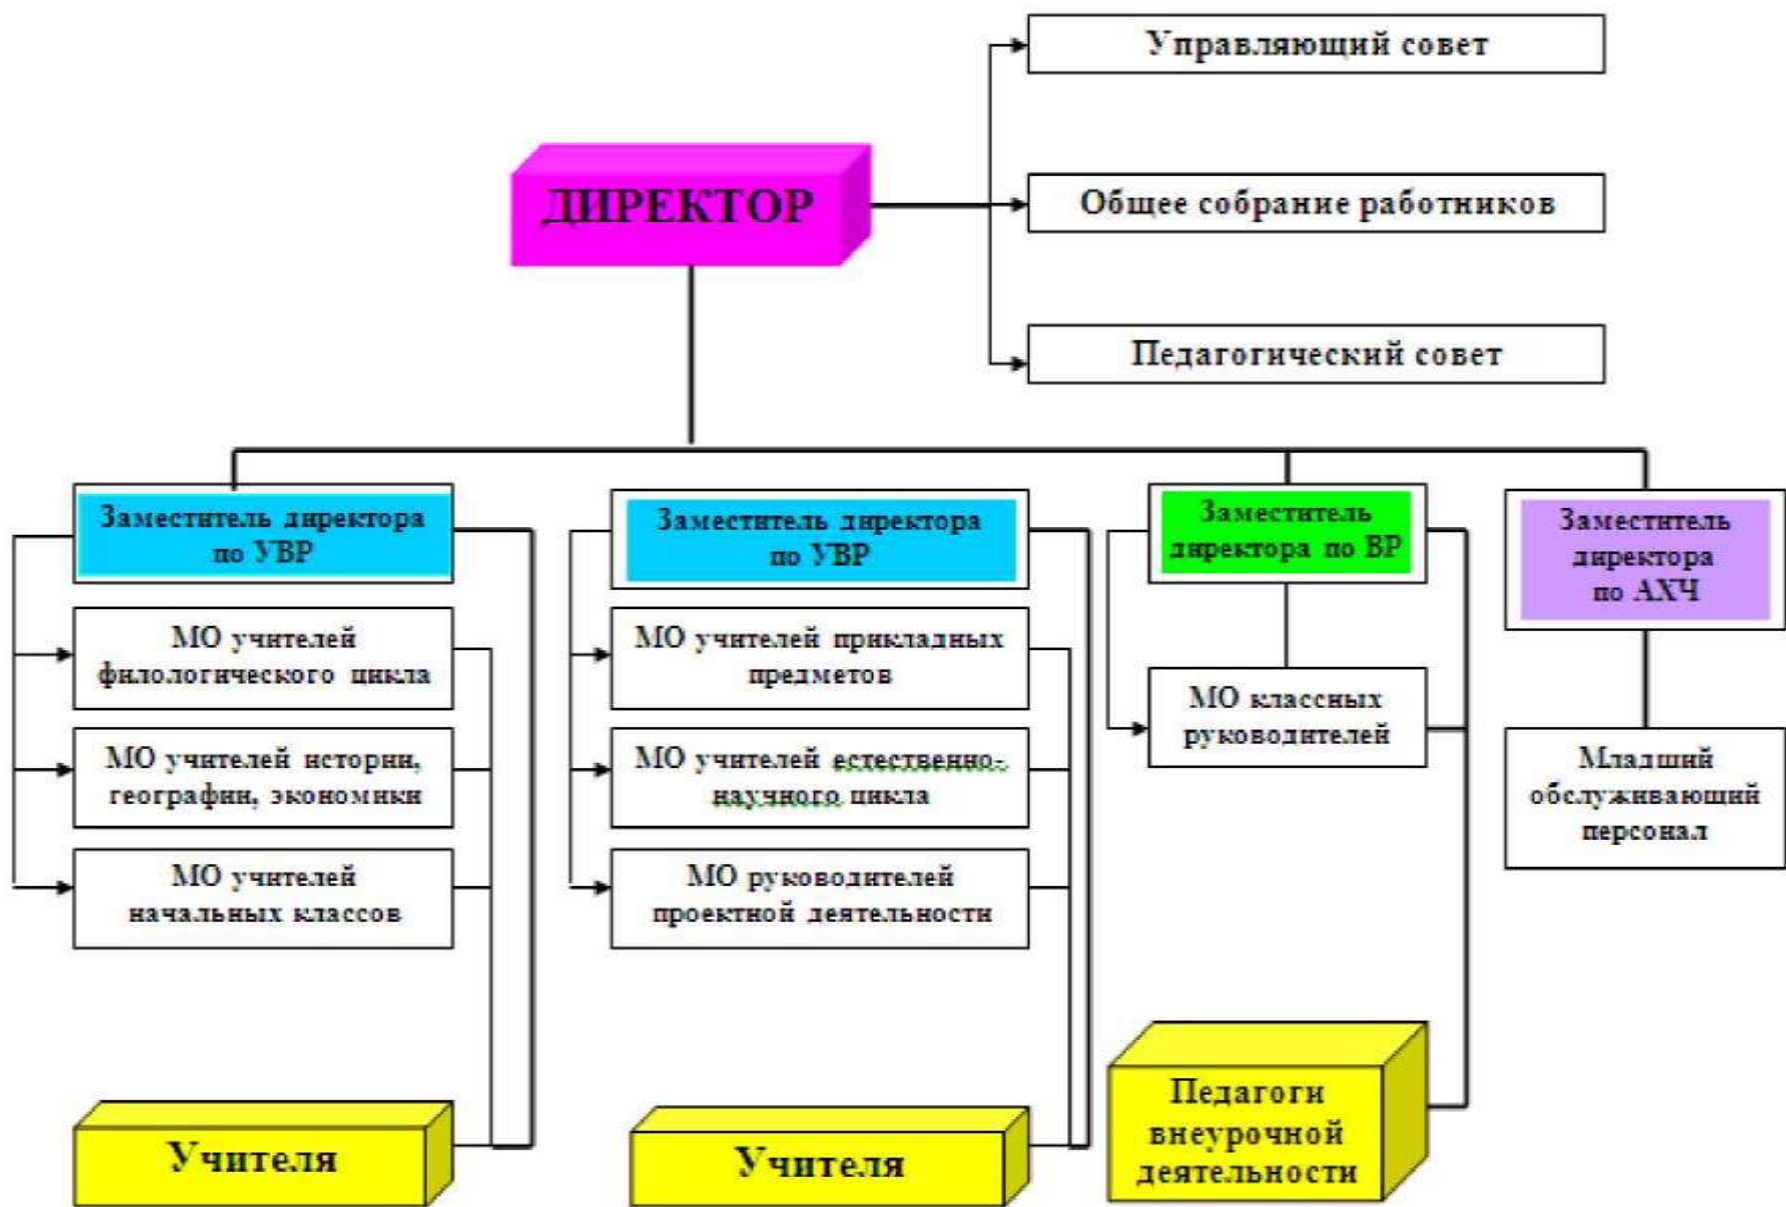 Управляющий совет
ДИРЕКТОР
Общее собрание работников
Педагогический совет
Заместитель директора
по УВР
МО учителей
филологического цикла
МО учителей истории,
географии, экономики
МО учителей
начальных классов
Учителя
Заместитель директора
по УВР
МО учителей прикладных
предметов
МО учителей естественно-
научного цикла
МО руководителей
проектной деятельности
Учителя
Заместитель
директора по ВР
МО классных
руководителей
Педагоги
внеурочной
деятельности
Заместитель
директора
по АХЧ
Младший
обслуживающий
персонал